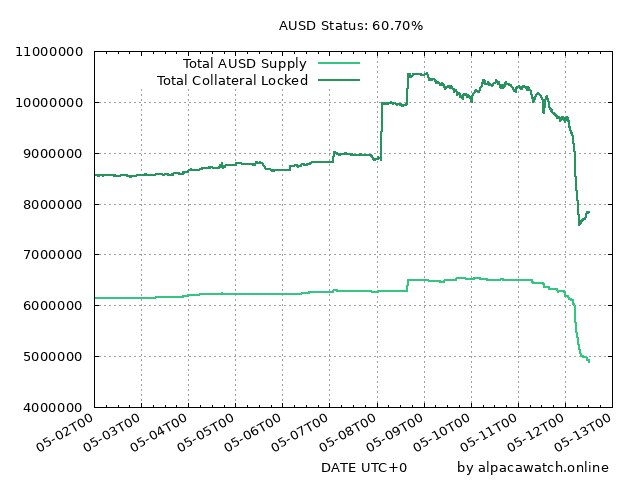 AUSD Status: 60.70%
Total AUSD Supply
Total Collateral Locked
11000000
10000000
9000000
8000000
7000000
6000000
5000000
4000000
05-02T00
05-03T00
05-04T00
05-05T00
05-06T00
05-07T00
05-08T00
05-09T00
05-10T00
05-11T00
05-12T00
05-13T00
DATE UTC+0
by alpacawatch.online